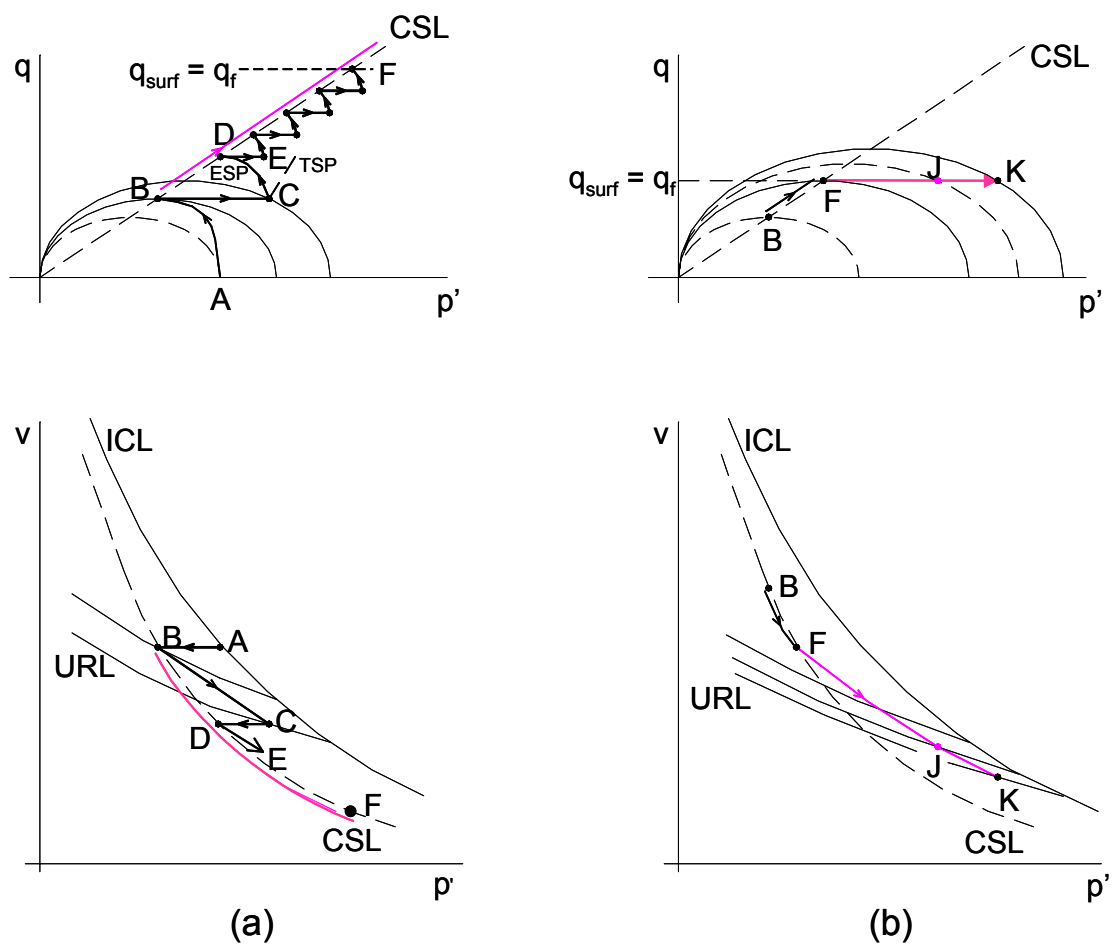 CSL
q
q_surf = q_f
F
D
E
ESP
/ TSP
B
C
A
p’
q
CSL
q_surf = q_f
J
K
F
B
p’
v
ICL
B
A
URL
C
D
E
F
CSL
p'
(a)
v
ICL
B
F
URL
J
K
CSL
p’
(b)